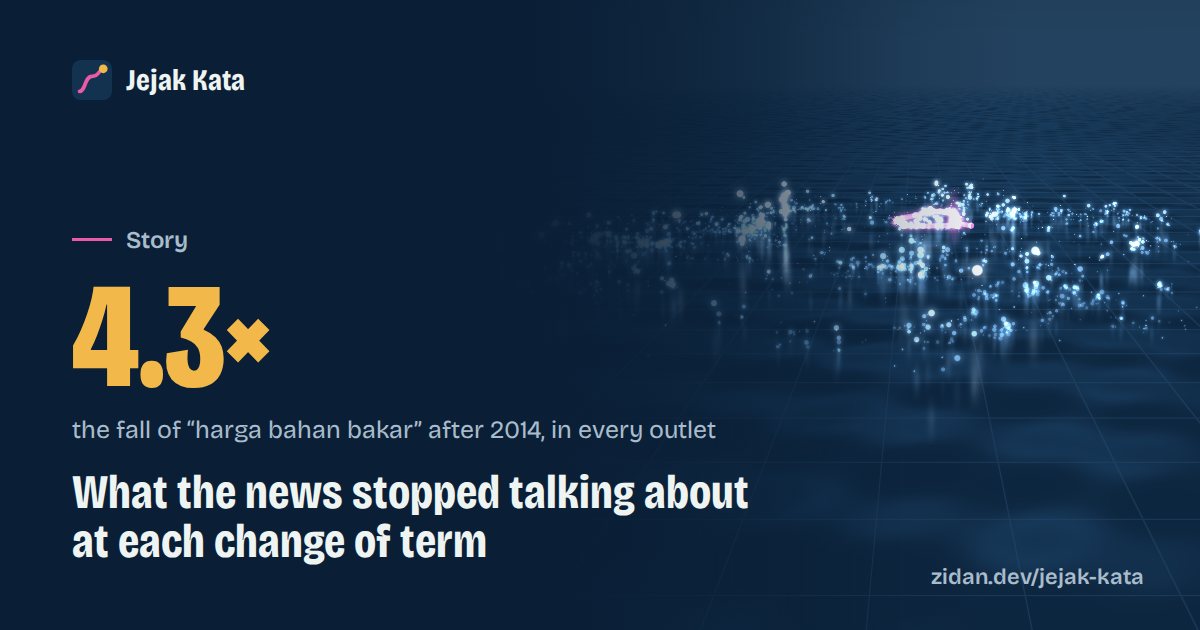 Jejak Kata
Story
4.3×
the fall of “harga bahan bakar” after 2014, in every outlet
What the news stopped talking about
at each change of term
zidan.dev/jejak-kata